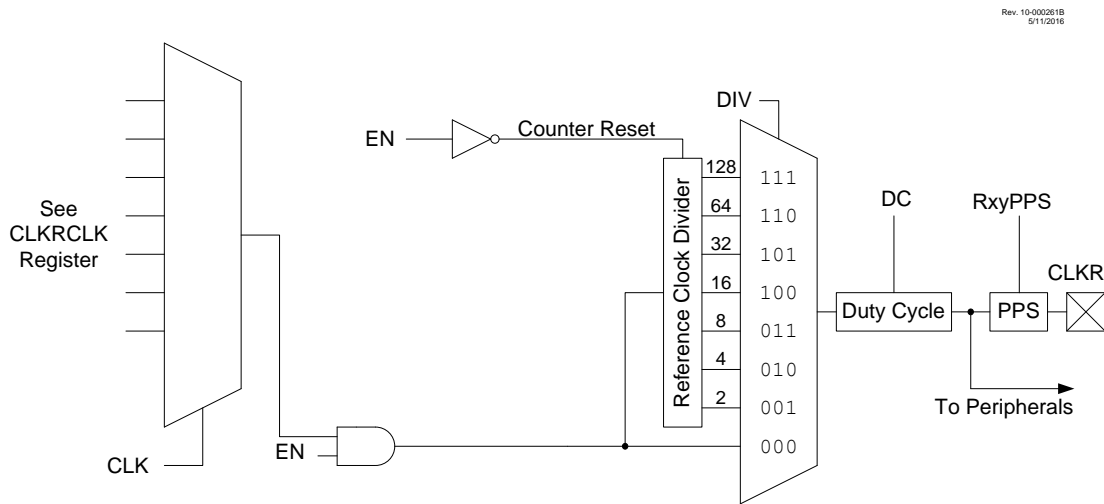 Rev. 10-000261B
5/11/2016
DIV
EN
Counter Reset
128
111
64
110
32
101
16
100
8
011
4
010
2
001
000
Reference Clock Divider
See
CLKRCLK
Register
DC
RxyPPS
CLKR
Duty Cycle
PPS
To Peripherals
EN
CLK